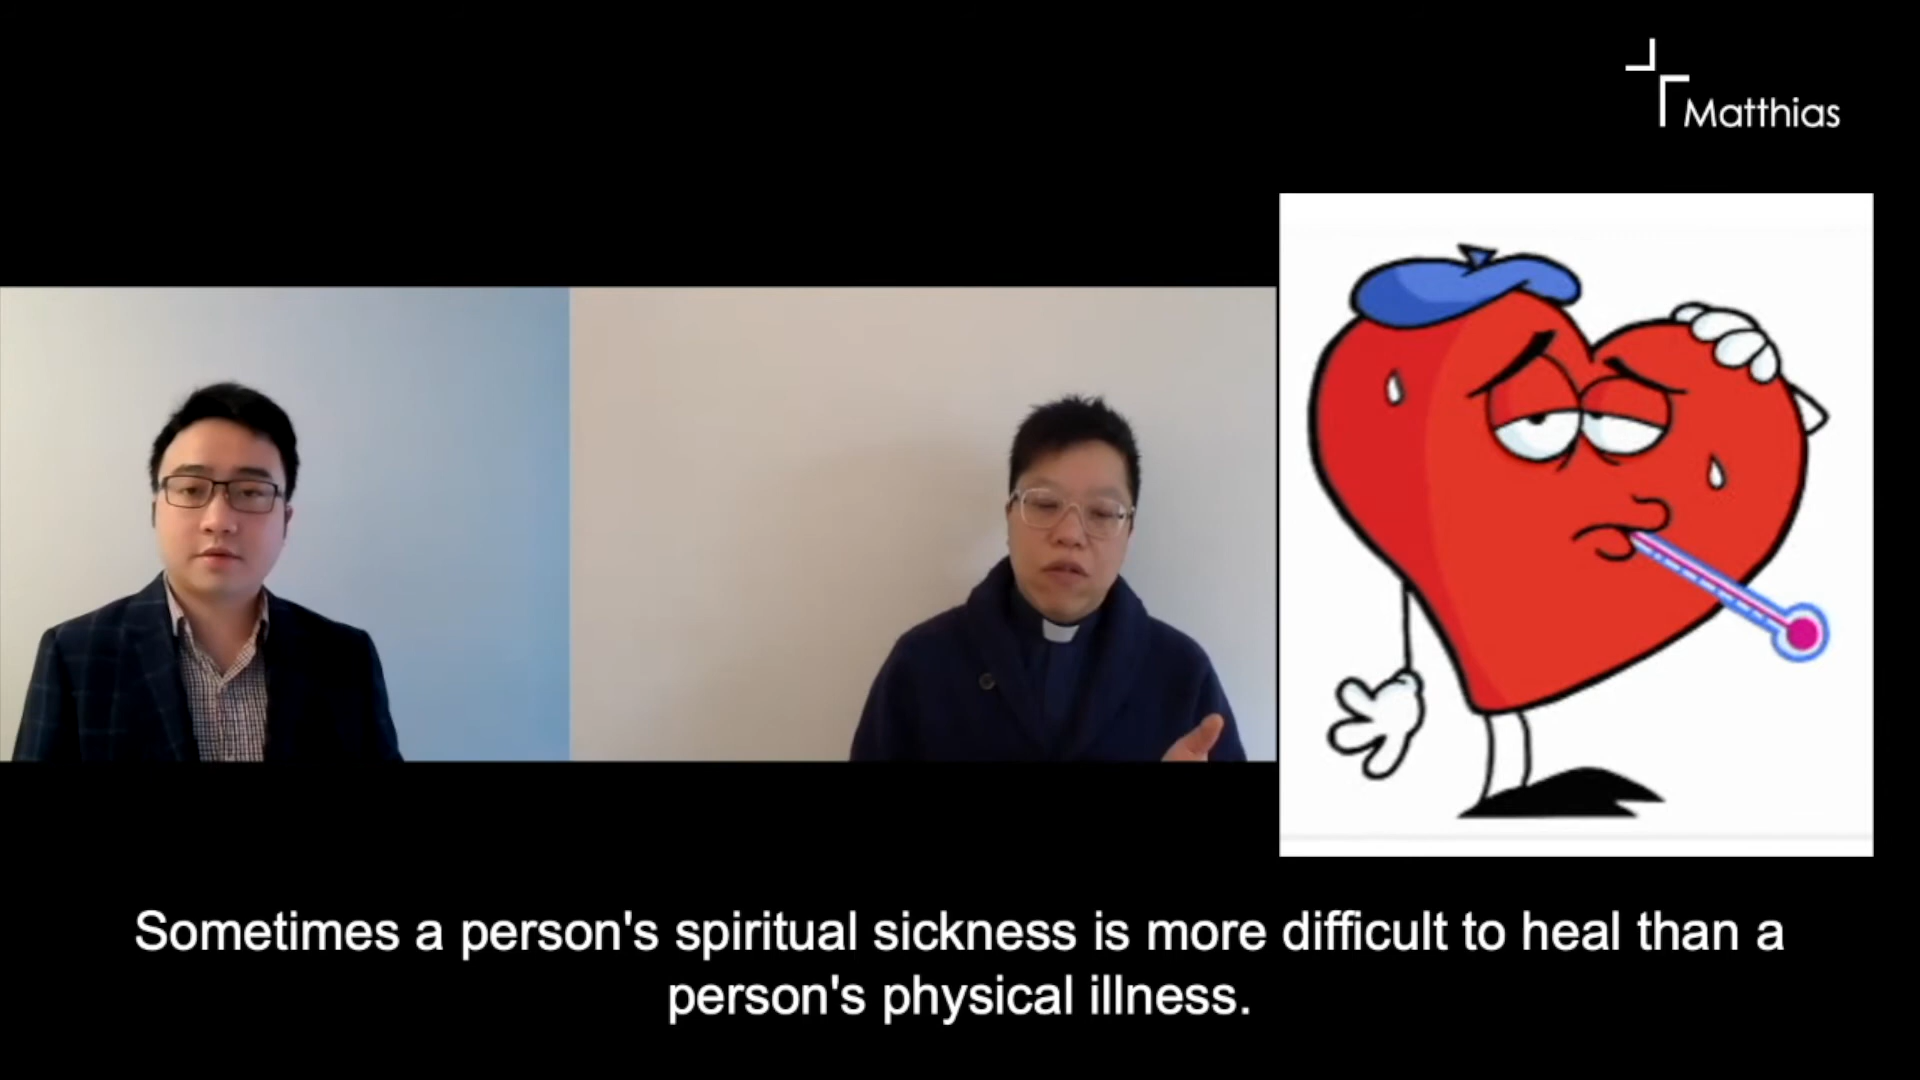 Matthias
Sometimes a person's spiritual sickness is more difficult to heal than a
person's physical illness.